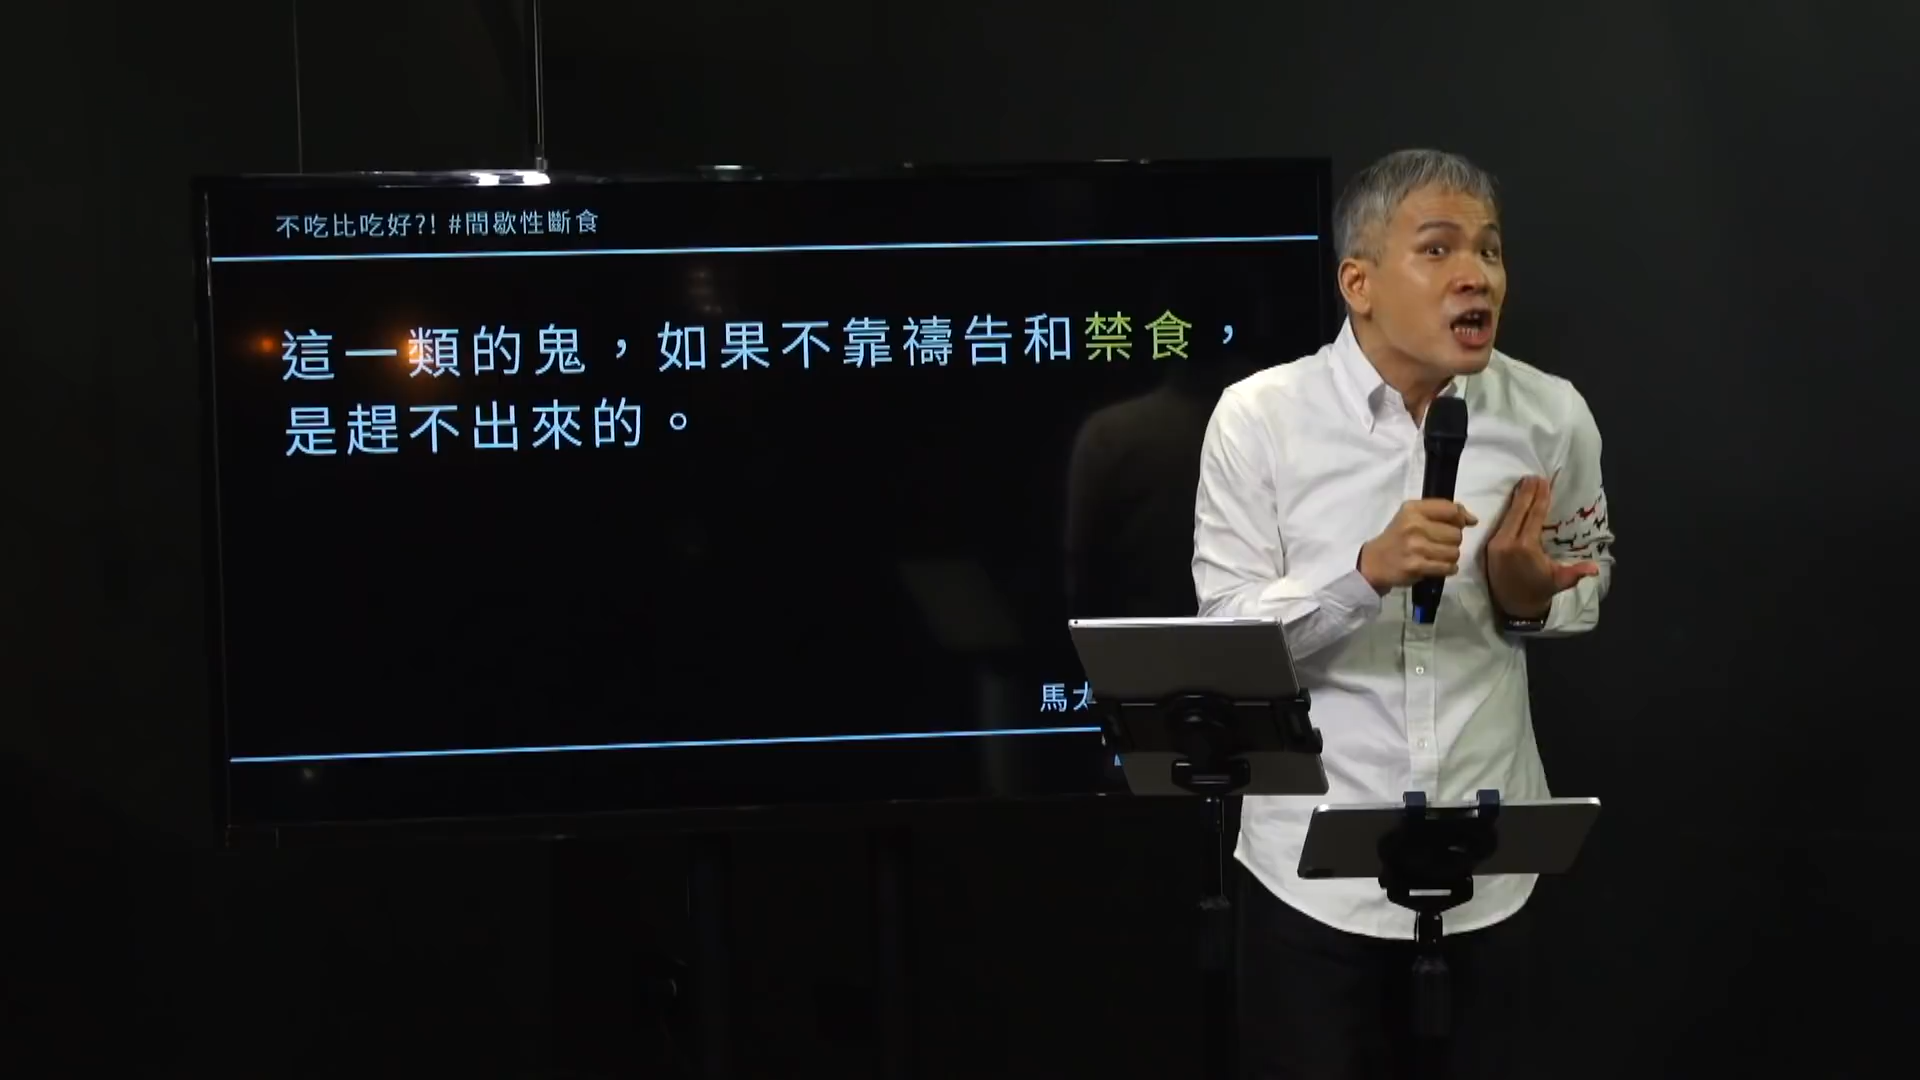 不吃比吃好?! #間歇性斷食
這一類的鬼，如果不靠禱告和禁食，
是趕不出來的。
馬太